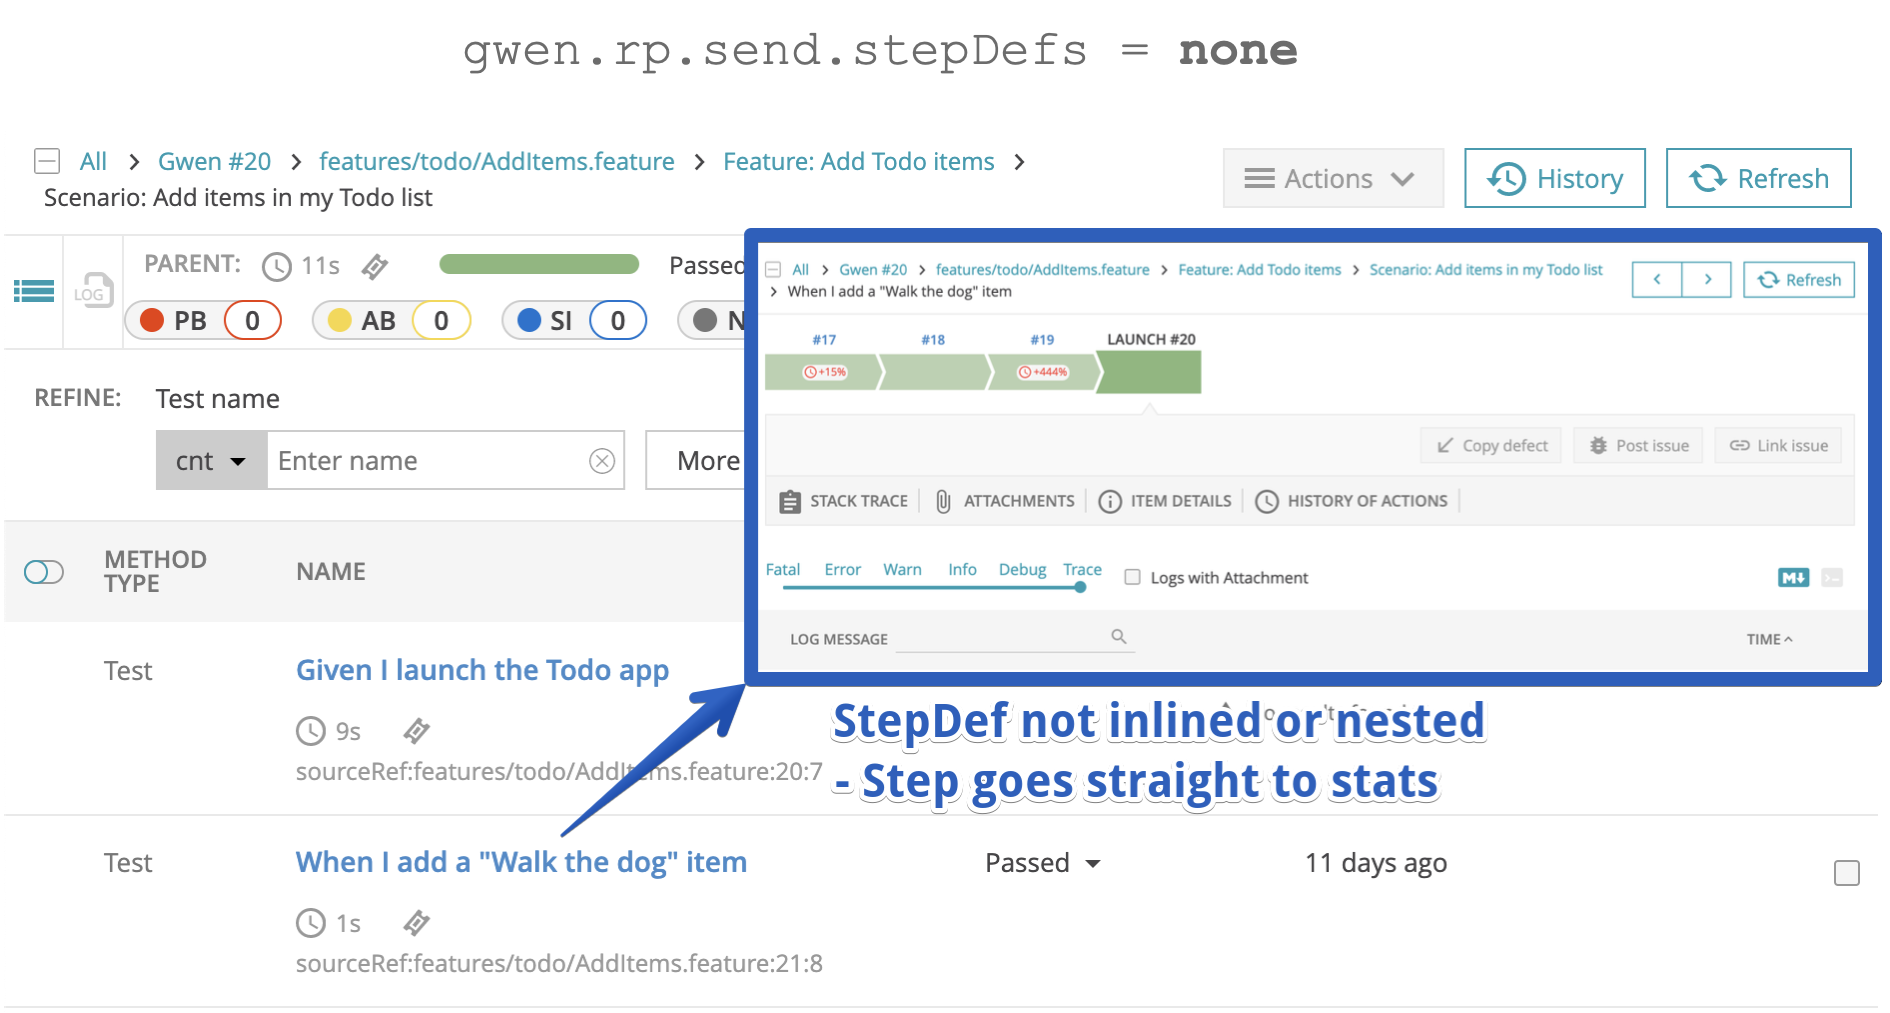 gwen.rp.send.stepDefs = none
All > Gwen #20 > features/todo/AddItems.feature > Feature: Add Todo items >
Scenario: Add items in my Todo list
Actions
History
Refresh
LOG
PARENT: 11s Passed
PB 0 AB 0 SI 0 N
REFINE: Test name
cnt Enter name More
METHOD TYPE NAME
Test Given I launch the Todo app
9s
sourceRef:features/todo/AddItems.feature:20:7
Test When I add a "Walk the dog" item Passed 11 days ago
1s
sourceRef:features/todo/AddItems.feature:21:8
All > Gwen #20 > features/todo/AddItems.feature > Feature: Add Todo items > Scenario: Add items in my Todo list
> When I add a "Walk the dog" item
< > Refresh
#17 #18 #19 LAUNCH #20
+15% +444%
Copy defect Post issue Link issue
STACK TRACE ATTACHMENTS ITEM DETAILS HISTORY OF ACTIONS
Fatal Error Warn Info Debug Trace Logs with Attachment
M↓
LOG MESSAGE TIME
StepDef not inlined or nested
- Step goes straight to stats